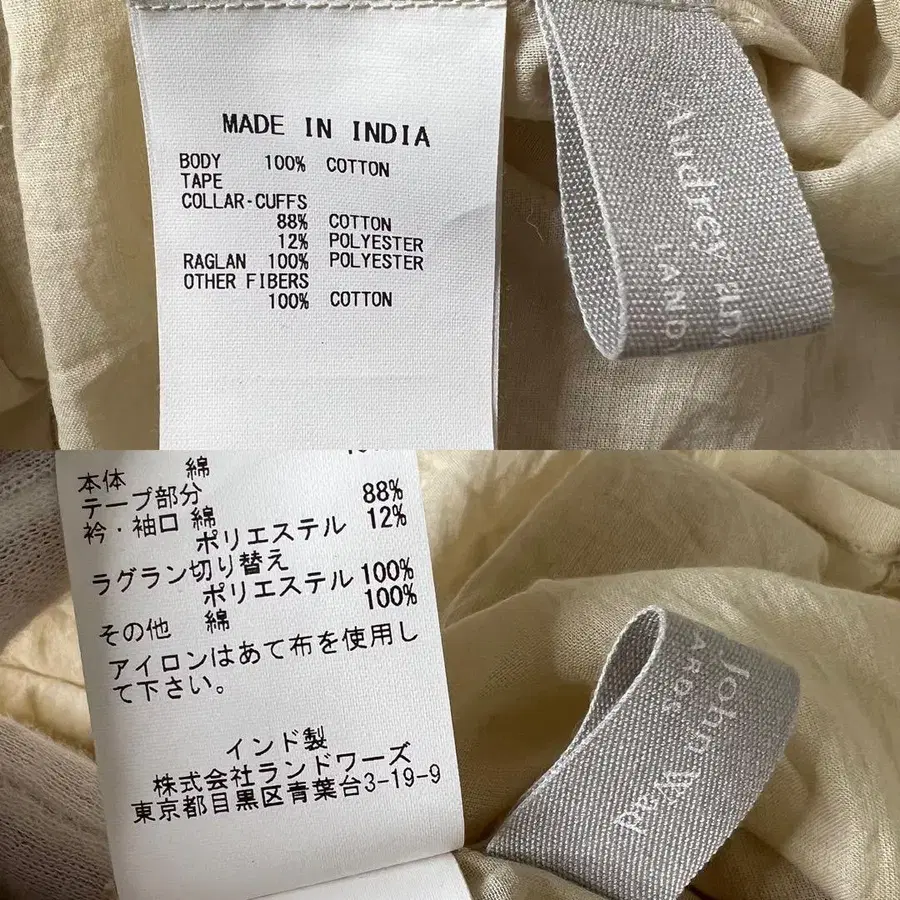 MADE IN INDIA
BODY 100% COTTON
TAPE
COLLAR-CUFFS
88% COTTON
12% POLYESTER
RAGLAN 100% POLYESTER
OTHER FIBERS
100% COTTON
Audrey
LAND
本体 綿
テープ部分
衿・袖口 綿 88%
ポリエステル 12%
ラグラン切り替え
ポリエステル 100%
その他 綿 100%
アイロンはあて布を使用し
て下さい。
インド製
株式会社ランドワーズ
東京都目黒区青葉台3-19-9
John Wad
ARDS